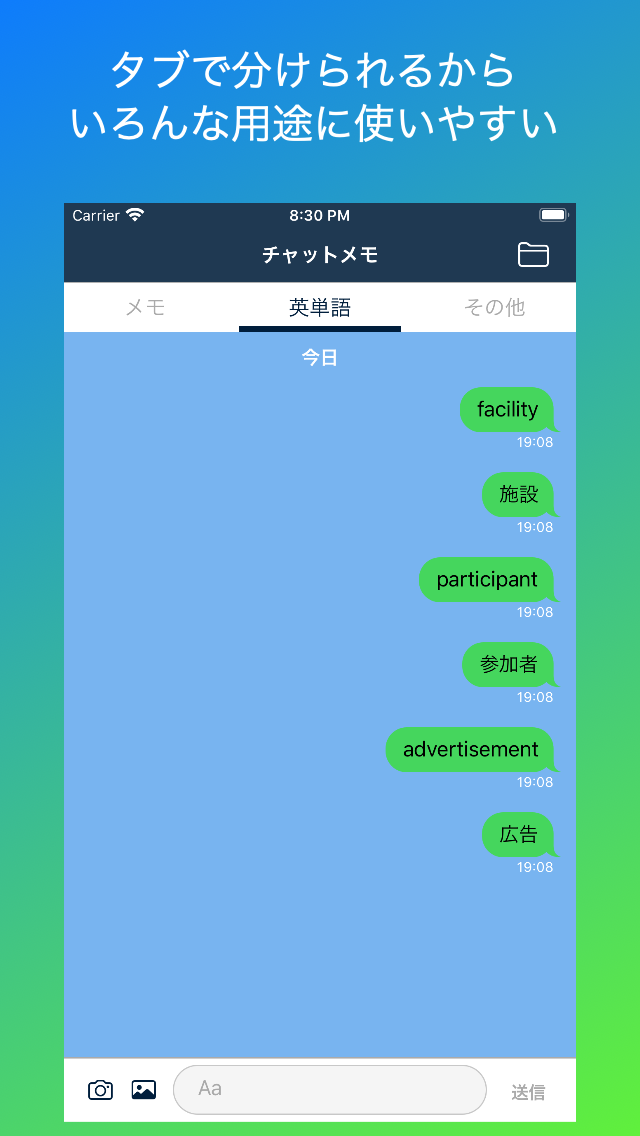 タブで分けられるから
いろんな用途に使いやすい
Carrier 8:30 PM
チャットメモ
メモ 英単語 その他
今日
facility
19:08
施設
19:08
participant
19:08
参加者
19:08
advertisement
19:08
広告
19:08
Aa 送信